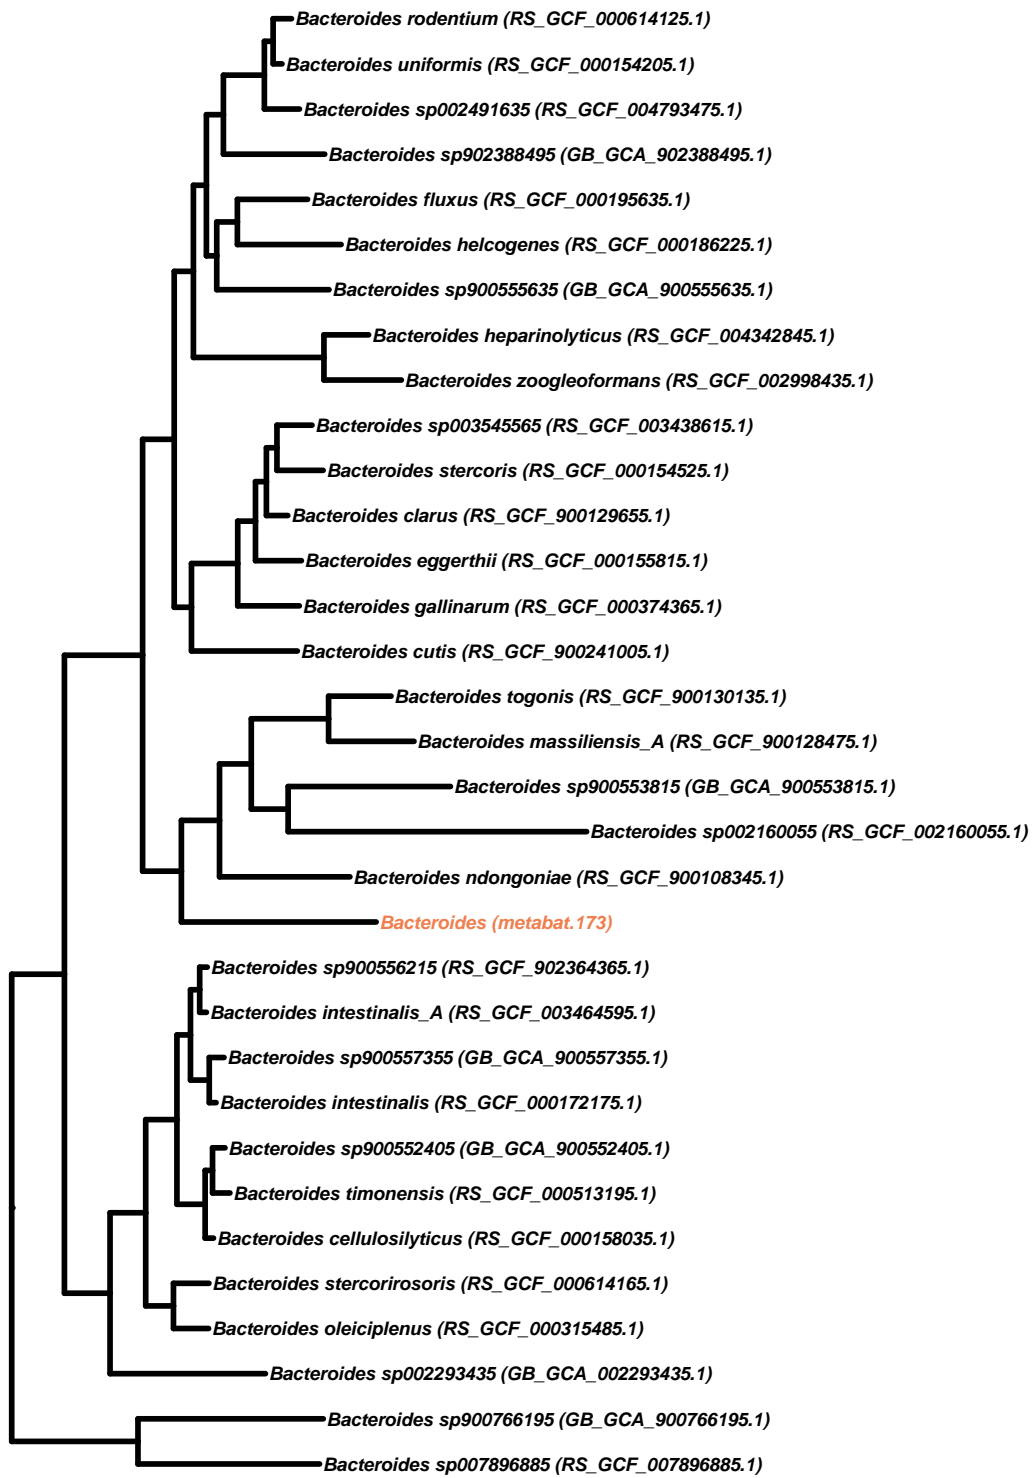 Bacteroides rodentium (RS_GCF_000614125.1)
Bacteroides uniformis (RS_GCF_000154205.1)
Bacteroides sp002491635 (RS_GCF_004793475.1)
Bacteroides sp902388495 (GB_GCA_902388495.1)
Bacteroides fluxus (RS_GCF_000195635.1)
Bacteroides helcogenes (RS_GCF_000186225.1)
Bacteroides sp900555635 (GB_GCA_900555635.1)
Bacteroides heparinolyticus (RS_GCF_004342845.1)
Bacteroides zoogleoformans (RS_GCF_002998435.1)
Bacteroides sp003545565 (RS_GCF_003438615.1)
Bacteroides stercoris (RS_GCF_000154525.1)
Bacteroides clarus (RS_GCF_900129655.1)
Bacteroides eggerthii (RS_GCF_000155815.1)
Bacteroides gallinarum (RS_GCF_000374365.1)
Bacteroides cutis (RS_GCF_900241005.1)
Bacteroides togonis (RS_GCF_900130135.1)
Bacteroides massiliensis_A (RS_GCF_900128475.1)
Bacteroides sp900553815 (GB_GCA_900553815.1)
Bacteroides sp002160055 (RS_GCF_002160055.1)
Bacteroides ndongoniae (RS_GCF_900108345.1)
Bacteroides (metabat.173)
Bacteroides sp900556215 (RS_GCF_902364365.1)
Bacteroides intestinalis_A (RS_GCF_003464595.1)
Bacteroides sp900557355 (GB_GCA_900557355.1)
Bacteroides intestinalis (RS_GCF_000172175.1)
Bacteroides sp900552405 (GB_GCA_900552405.1)
Bacteroides timonensis (RS_GCF_000513195.1)
Bacteroides cellulosilyticus (RS_GCF_000158035.1)
Bacteroides stercorirosoris (RS_GCF_000614165.1)
Bacteroides oleiciplenus (RS_GCF_000315485.1)
Bacteroides sp002293435 (GB_GCA_002293435.1)
Bacteroides sp900766195 (GB_GCA_900766195.1)
Bacteroides sp007896885 (RS_GCF_007896885.1)